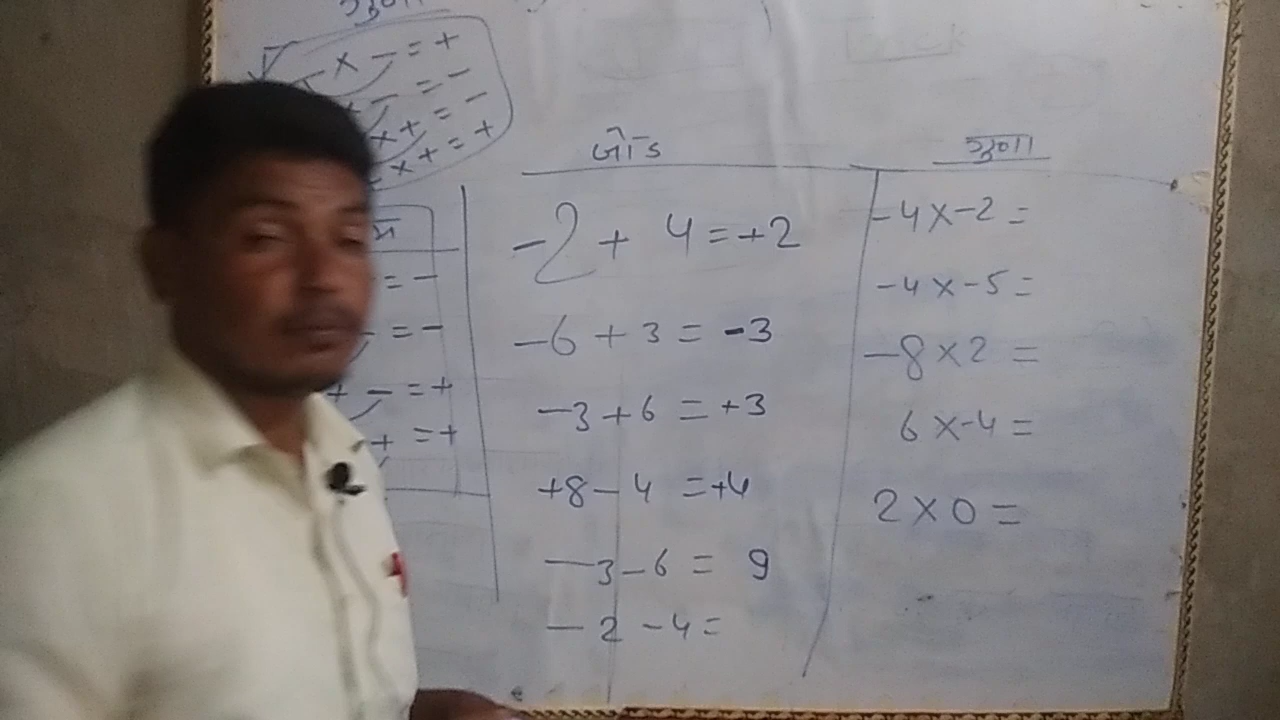 गुणा
× - = +
- = -
× + = -
× + = +
जोड़
गुणा
-2 + 4 = +2
-6 + 3 = -3
-3 + 6 = +3
+8 - 4 = +4
-3 - 6 = 9
-2 - 4 =
-4 × -2 =
-4 × -5 =
-8 × 2 =
6 × -4 =
2 × 0 =
= -
- = -
+ - = +
+ = +